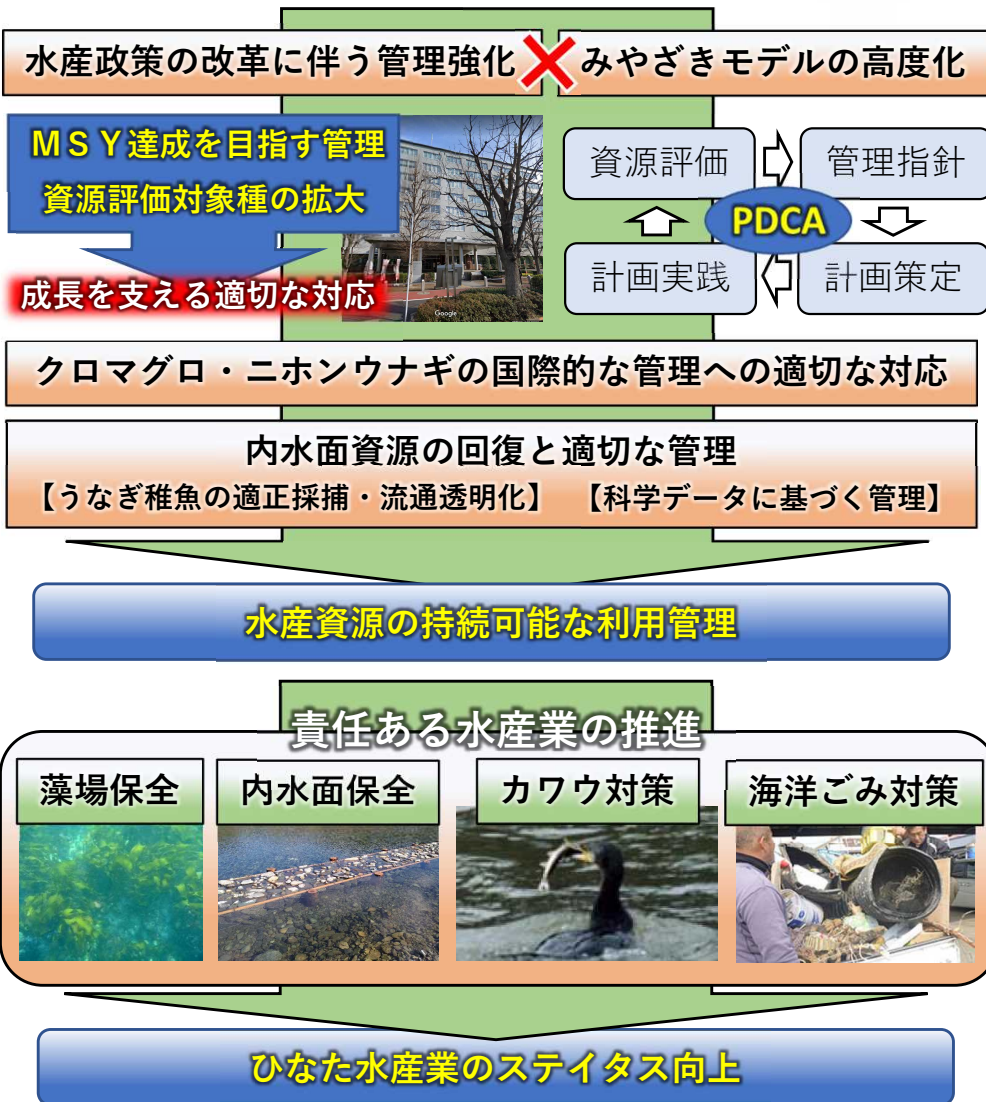 水産政策の改革に伴う管理強化
みやざきモデルの高度化
ＭＳＹ達成を目指す管理
資源評価対象種の拡大
成長を支える適切な対応
Google
資源評価
管理指針
PDCA
計画実践
計画策定
クロマグロ・ニホンウナギの国際的な管理への適切な対応
内水面資源の回復と適切な管理
【うなぎ稚魚の適正採捕・流通透明化】 【科学データに基づく管理】
水産資源の持続可能な利用管理
責任ある水産業の推進
藻場保全
内水面保全
カワウ対策
海洋ごみ対策
ひなた水産業のステイタス向上